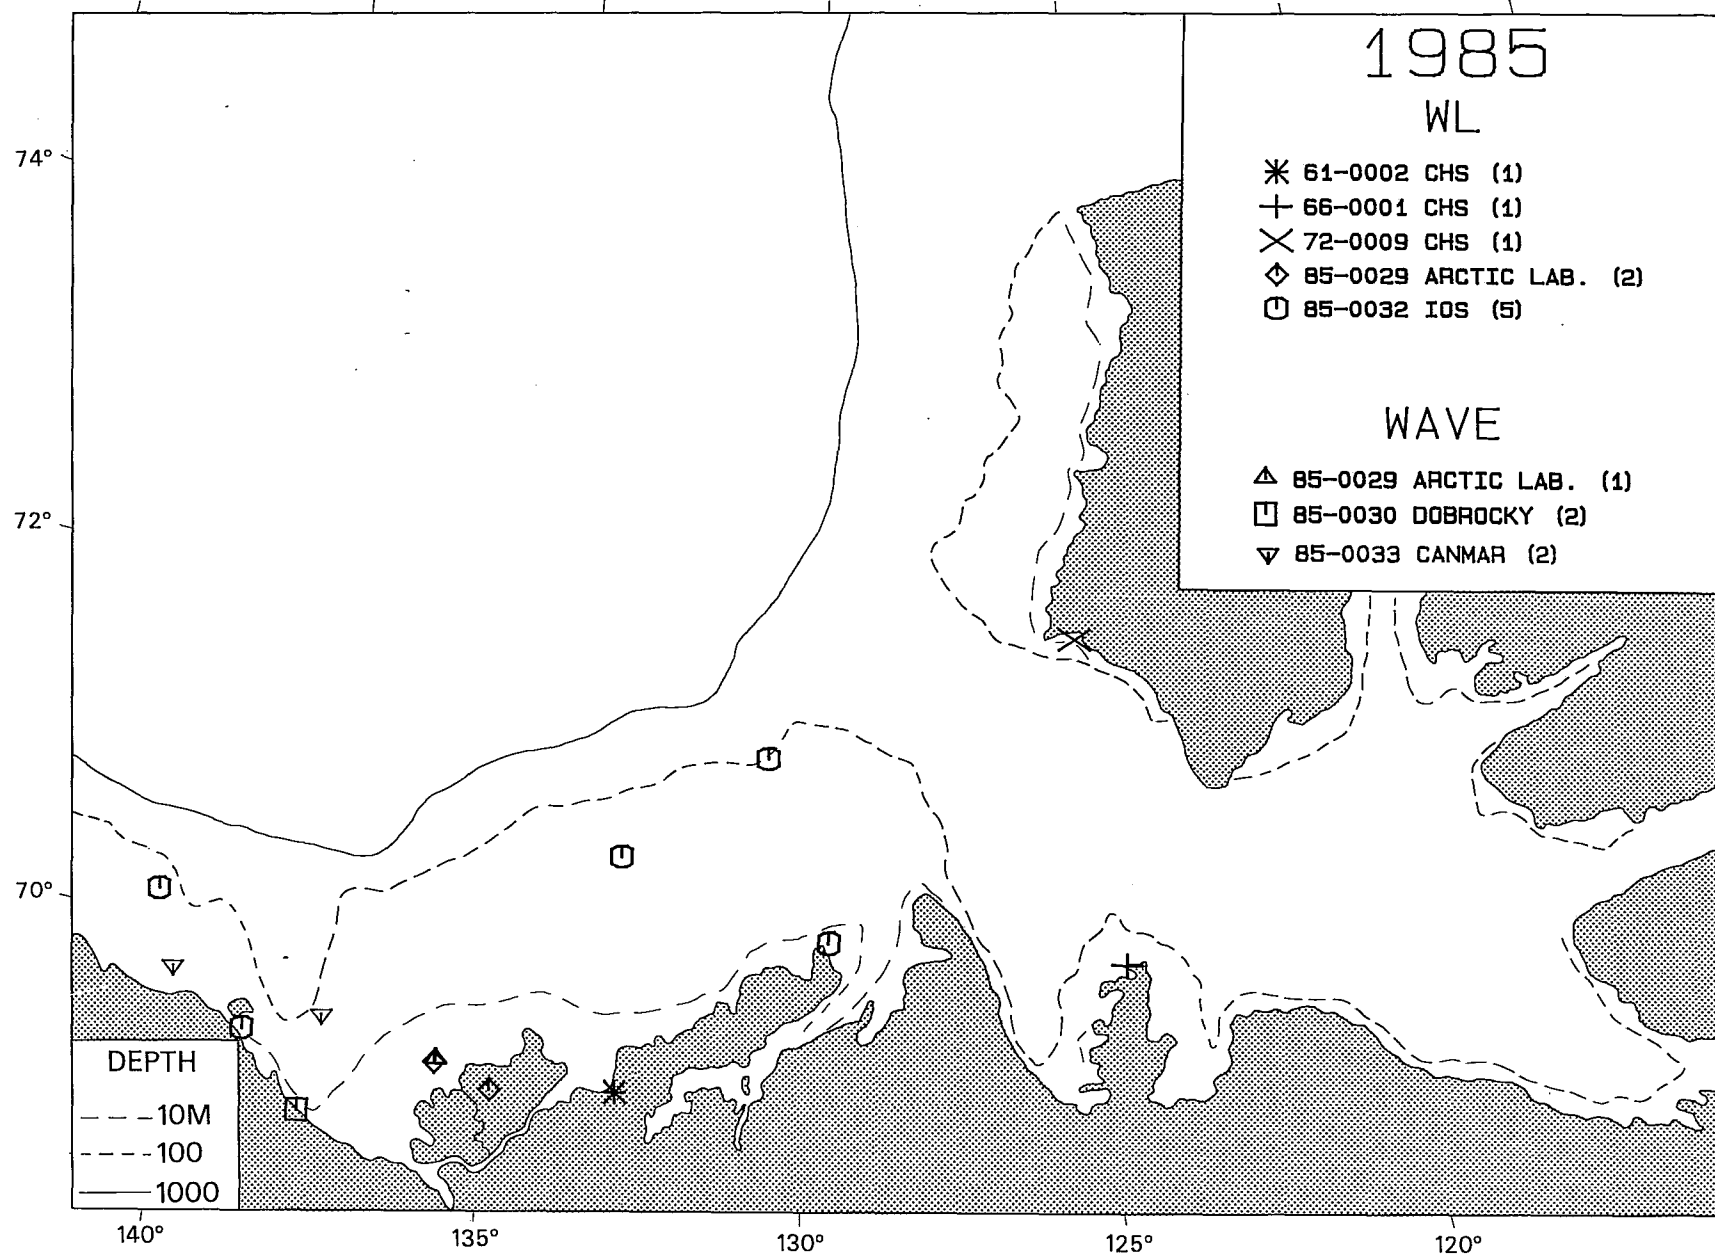 1985
WL
61-0002 CHS (1)
66-0001 CHS (1)
72-0009 CHS (1)
85-0029 ARCTIC LAB. (2)
85-0032 IOS (5)
WAVE
85-0029 ARCTIC LAB. (1)
85-0030 DOBROCKY (2)
85-0033 CANMAR (2)
74°
72°
70°
DEPTH
10M
100
1000
140°
135°
130°
125°
120°